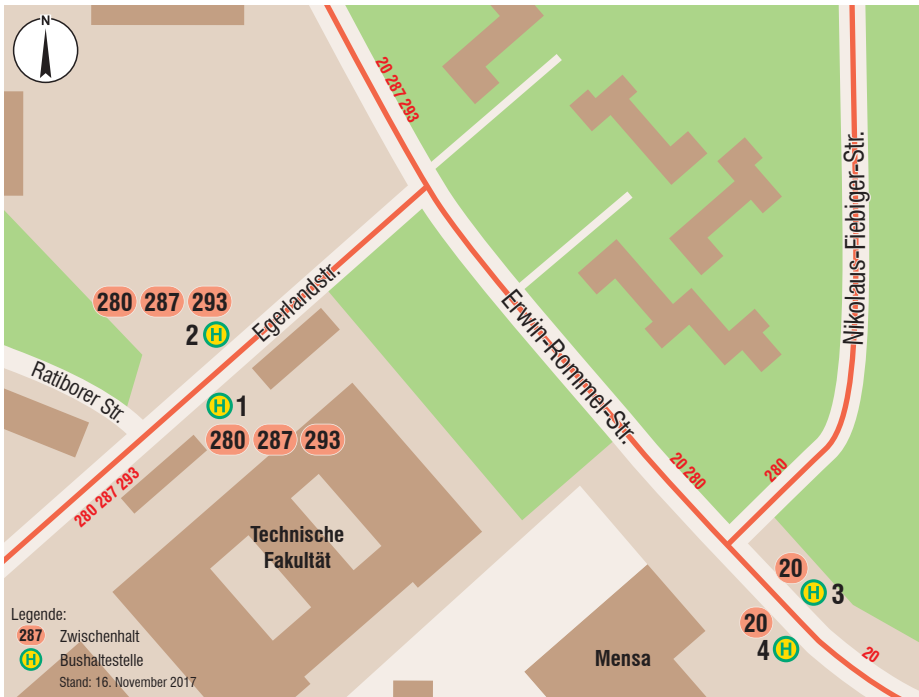 N
20 287 293
Nikolaus-Fiebiger-Str.
Egerlandstr.
280 287 293
2 H
Erwin-Rommel-Str.
Ratiborer Str.
H 1
280 287 293
280 287 293
20 280
280
Technische
Fakultät
20
H 3
20
4 H
20
Mensa
Legende:
287 Zwischenhalt
H Bushaltestelle
Stand: 16. November 2017